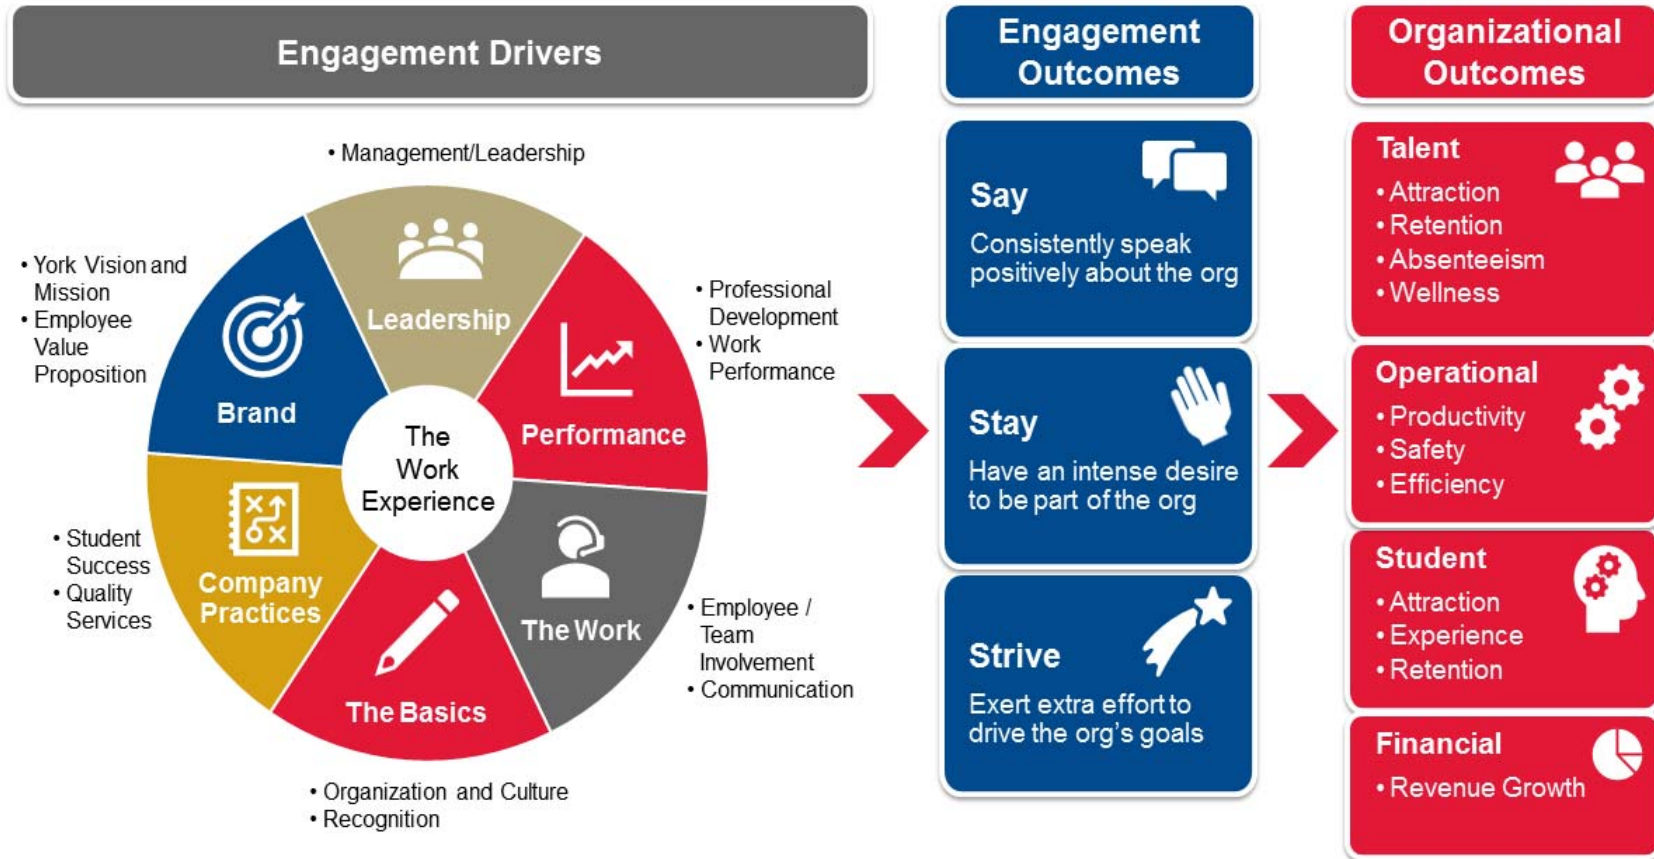 Engagement Drivers
• Management/Leadership
Leadership
• York Vision and
Mission
• Employee
Value
Proposition
Brand
• Professional
Development
• Work
Performance
Performance
The
Work
Experience
• Student
Success
• Quality
Services
Company
Practices
The Work
• Employee /
Team
Involvement
• Communication
The Basics
• Organization and Culture
• Recognition
Engagement
Outcomes
Say
Consistently speak
positively about the org
Stay
Have an intense desire
to be part of the org
Strive
Exert extra effort to
drive the org's goals
Organizational
Outcomes
Talent
• Attraction
• Retention
• Absenteeism
• Wellness
Operational
• Productivity
• Safety
• Efficiency
Student
• Attraction
• Experience
• Retention
Financial
• Revenue Growth